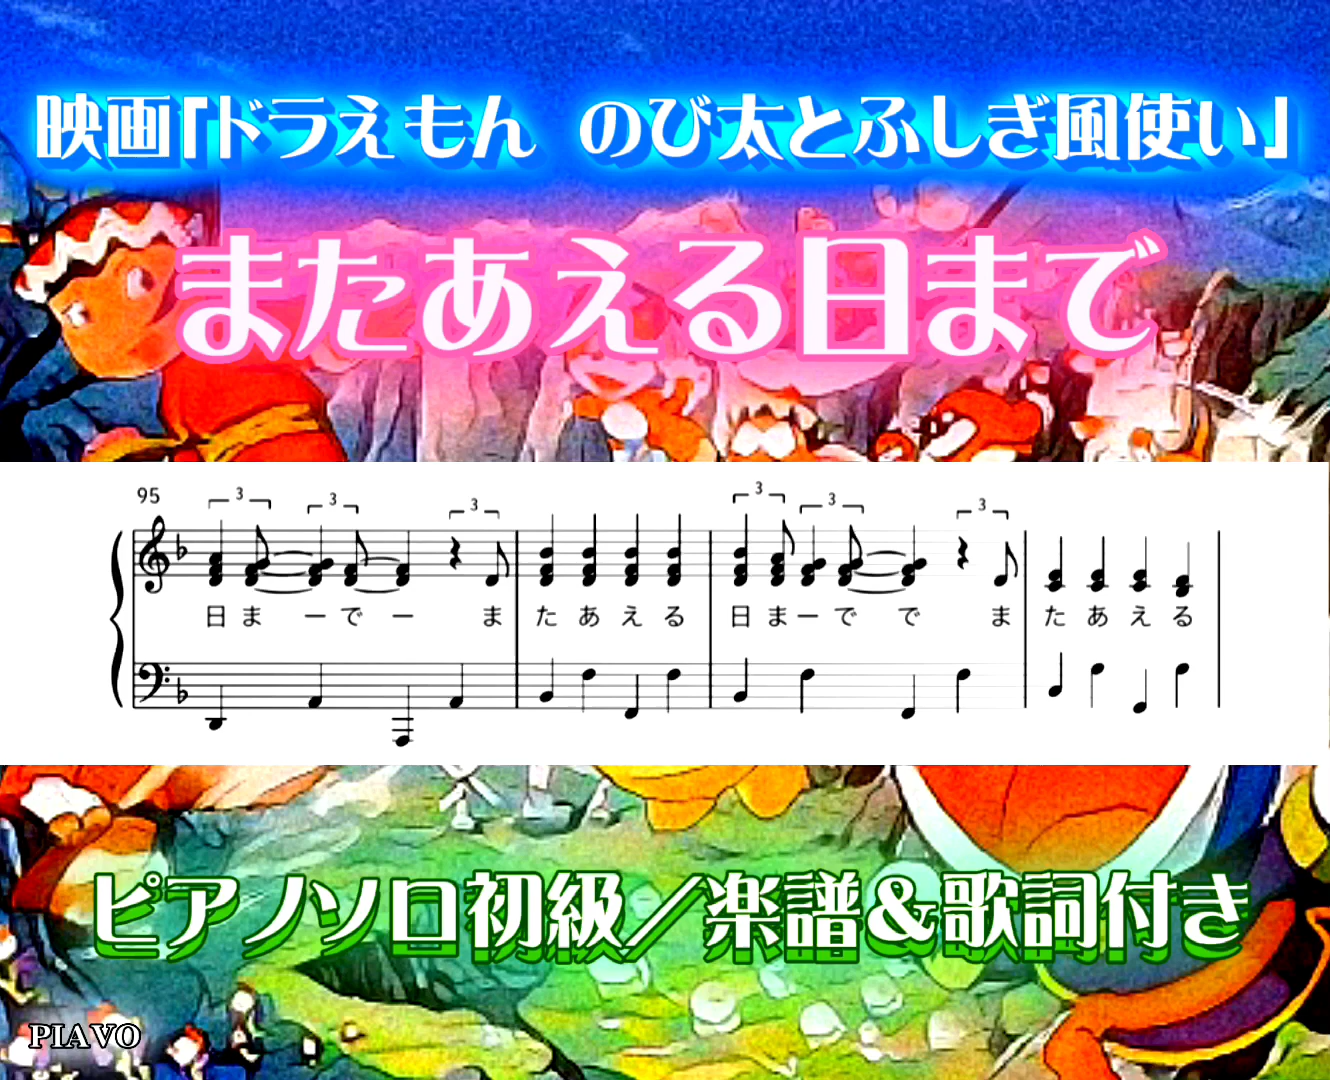 映画「ドラえもん のび太とふしぎ風使い」
またあえる日まで
95 3 3 3 3 3 3
日 ま ー で ー ま た あ え る 日 ま ー で で ま た あ え る
ピアノソロ初級／楽譜＆歌詞付き
PIAVO